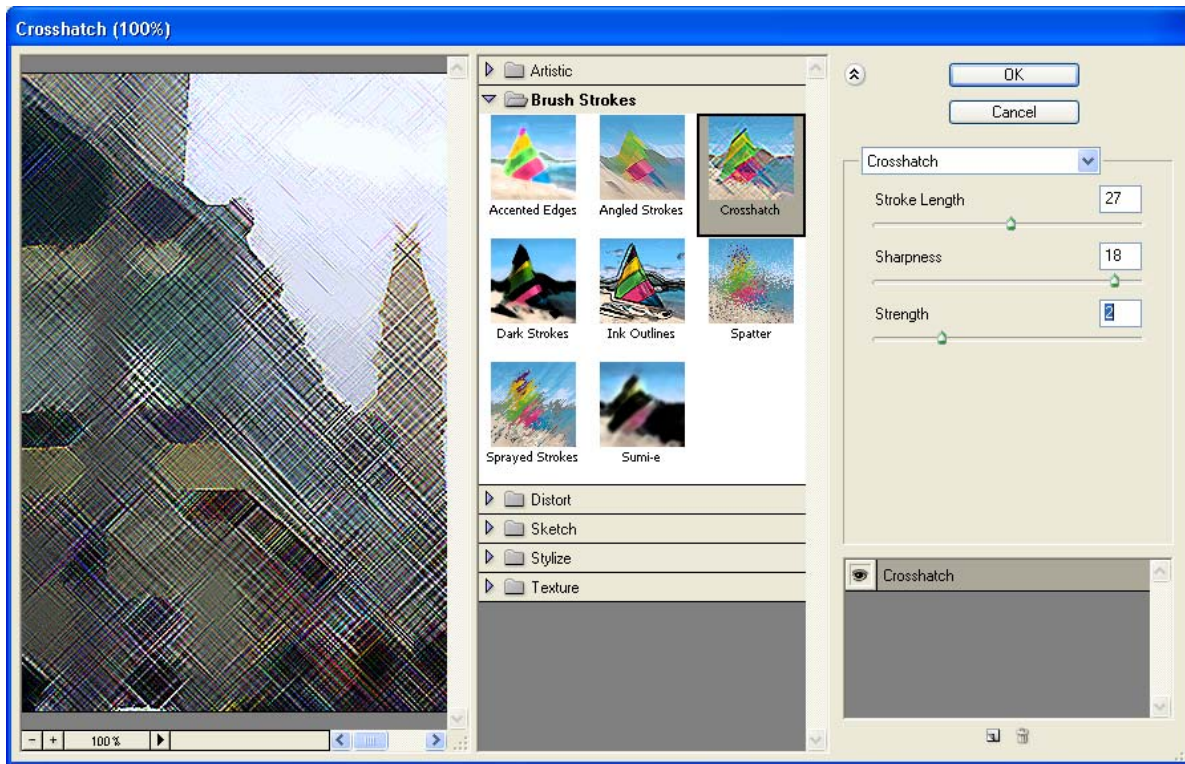 Crosshatch (100%)
Artistic
Brush Strokes
Accented Edges
Angled Strokes
Crosshatch
Dark Strokes
Ink Outlines
Spatter
Sprayed Strokes
Sumi-e
Distort
Sketch
Stylize
Texture
- + 100%
OK
Cancel
Crosshatch
Stroke Length 27
Sharpness 18
Strength 2
Crosshatch